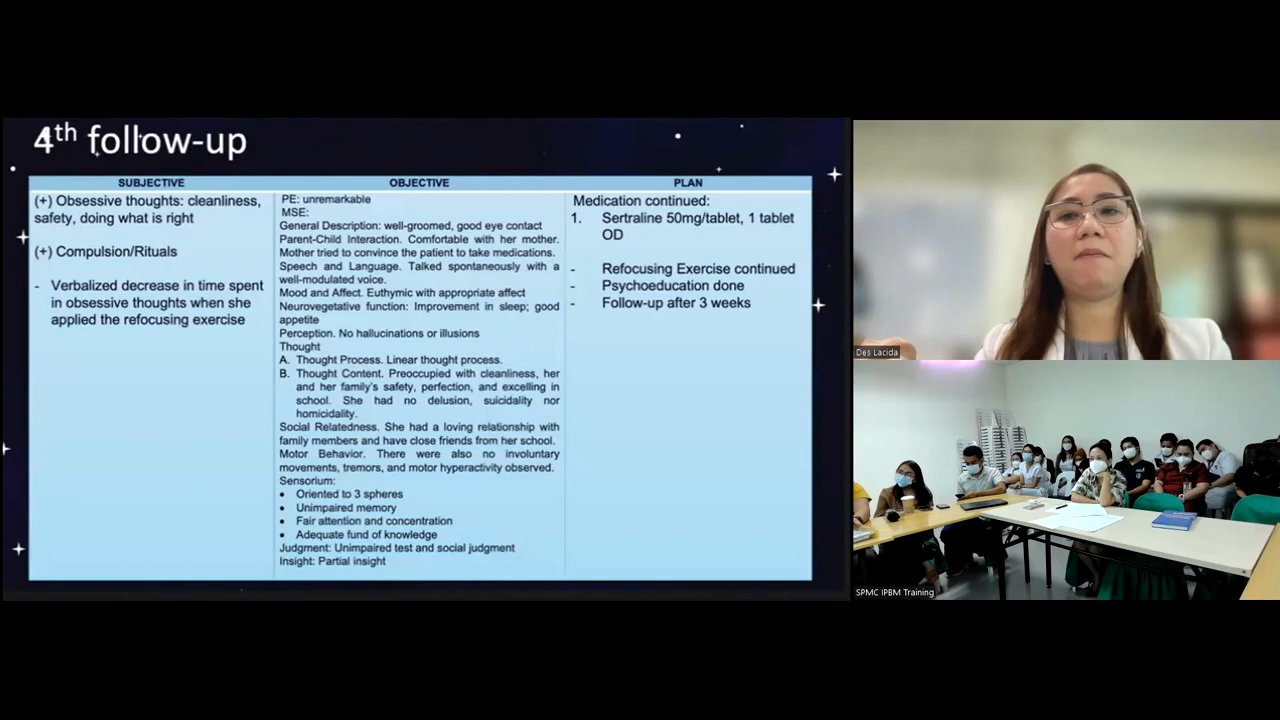 4th follow-up
SUBJECTIVE
(+) Obsessive thoughts: cleanliness,
safety, doing what is right
(+) Compulsion/Rituals
- Verbalized decrease in time spent
in obsessive thoughts when she
applied the refocusing exercise
OBJECTIVE
PE: unremarkable
MSE:
General Description: well-groomed, good eye contact
Parent-Child Interaction. Comfortable with her mother.
Mother tried to convince the patient to take medications.
Speech and Language. Talked spontaneously with a
well-modulated voice.
Mood and Affect. Euthymic with appropriate affect
Neurovegetative function: Improvement in sleep; good
appetite
Perception. No hallucinations or illusions
Thought
A. Thought Process. Linear thought process.
B. Thought Content. Preoccupied with cleanliness, her
and her family's safety, perfection, and excelling in
school. She had no delusion, suicidality nor
homicidality.
Social Relatedness. She had a loving relationship with
family members and have close friends from her school.
Motor Behavior. There were also no involuntary
movements, tremors, and motor hyperactivity observed.
Sensorium:
• Oriented to 3 spheres
• Unimpaired memory
• Fair attention and concentration
• Adequate fund of knowledge
Judgment: Unimpaired test and social judgment
Insight: Partial insight
PLAN
Medication continued:
1. Sertraline 50mg/tablet, 1 tablet
OD
- Refocusing Exercise continued
- Psychoeducation done
- Follow-up after 3 weeks
Des Lacida
SPMC IPBM Training